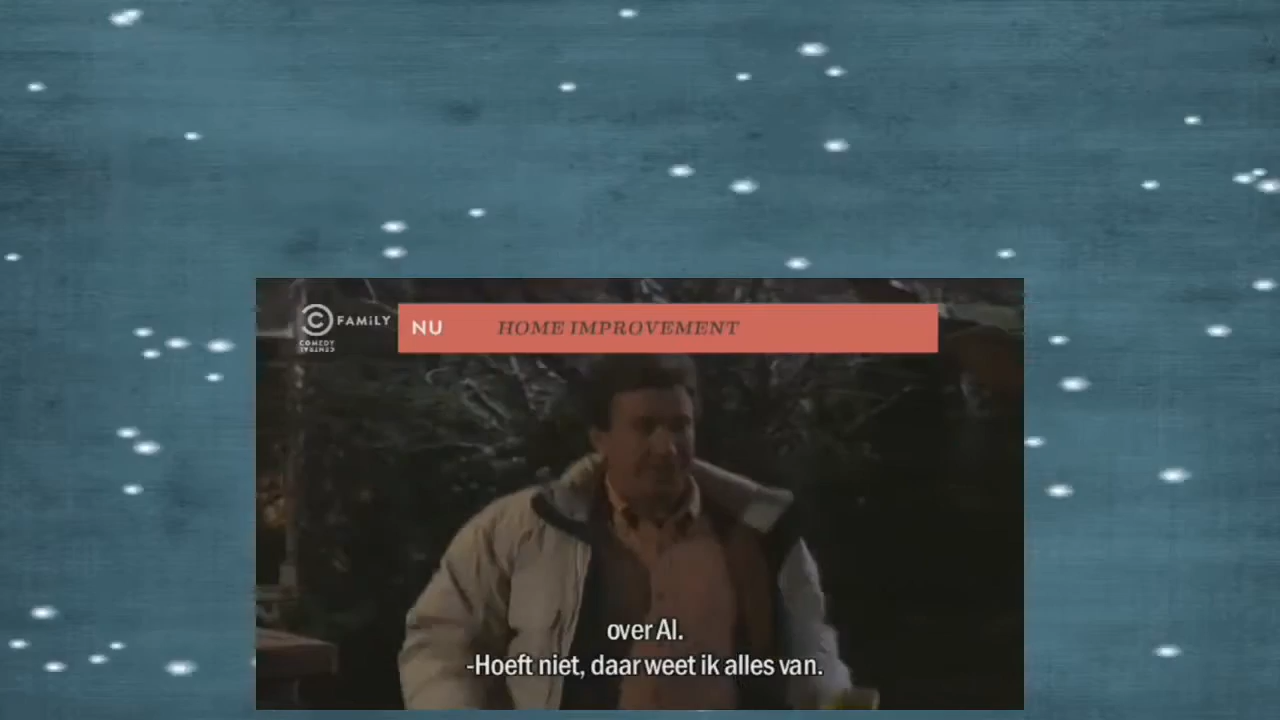 FAMiLY
COMEDY
CENTRAL
NU HOME IMPROVEMENT
over Al.
-Hoeft niet, daar weet ik alles van.